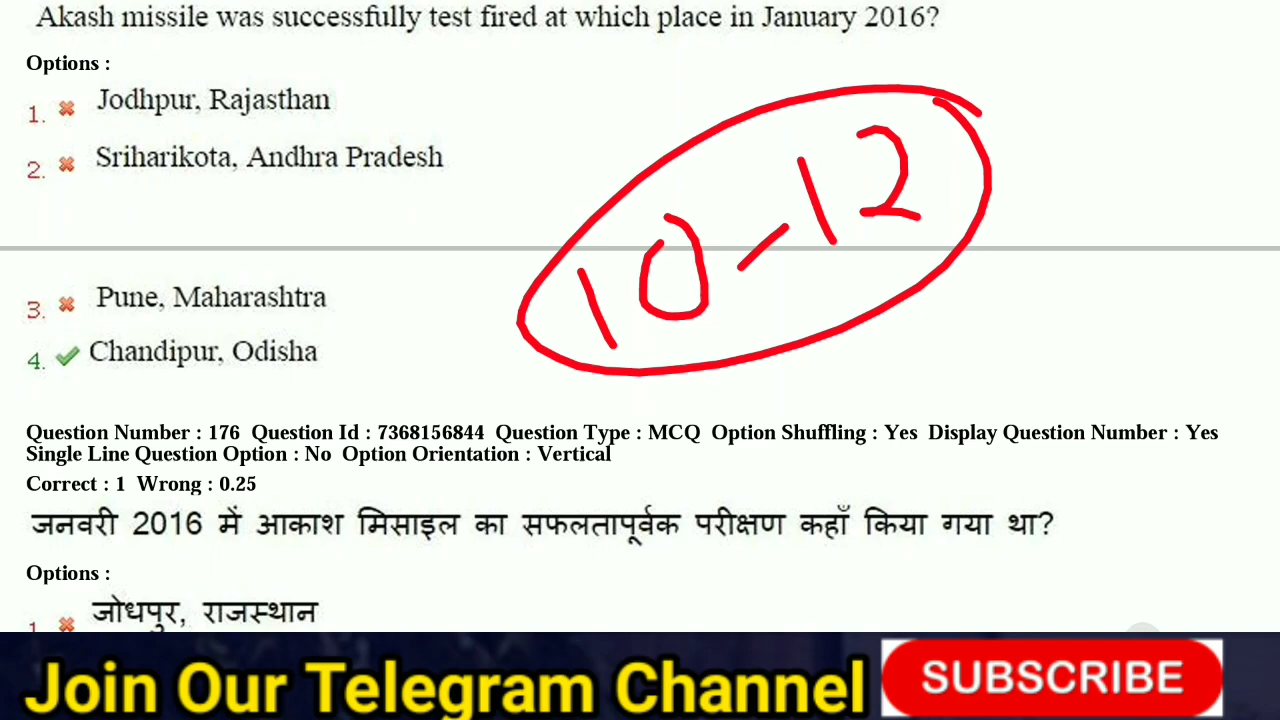 Akash missile was successfully test fired at which place in January 2016?
Options :
1. Jodhpur, Rajasthan
2. Sriharikota, Andhra Pradesh
10-12
3. Pune, Maharashtra
4. Chandipur, Odisha
Question Number : 176 Question Id : 7368156844 Question Type : MCQ Option Shuffling : Yes Display Question Number : Yes
Single Line Question Option : No Option Orientation : Vertical
Correct : 1 Wrong : 0.25
जनवरी 2016 में आकाश मिसाइल का सफलतापूर्वक परीक्षण कहाँ किया गया था?
Options :
1. जोधपुर, राजस्थान
Join Our Telegram Channel
SUBSCRIBE